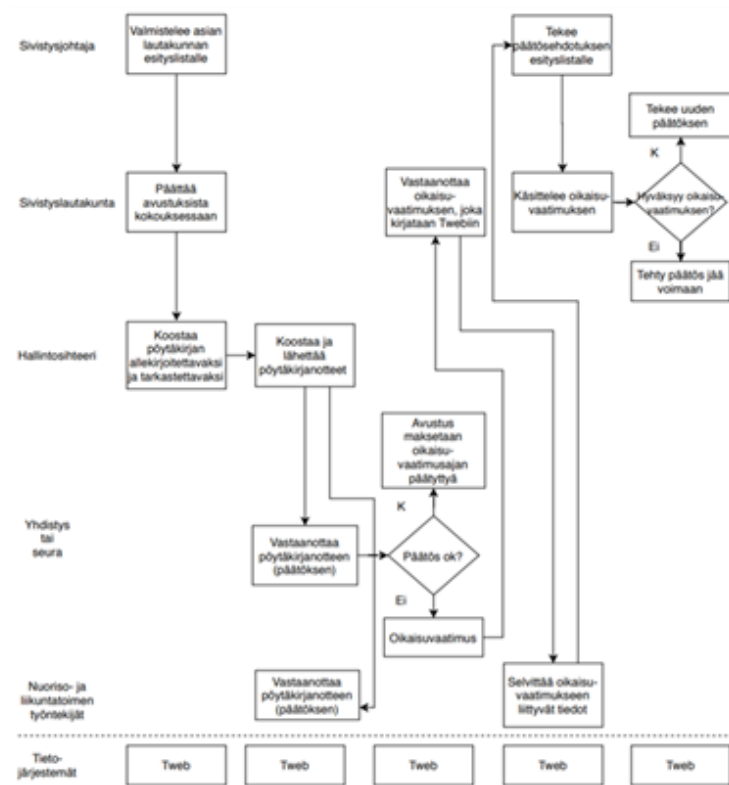 Sivistysjohtaja
Valmistelee asian
lautakunnan
esityslistalle
Tekee
päätösehdotuksen
esityslistalle
Tekee uuden
päätöksen
K
Sivistyslautakunta
Päättää
avustuksista
kokouksessaan
Vastaanottaa
oikaisu-
vaatimuksen, joka
kirjataan Twebiin
Käsittelee oikaisu-
vaatimuksen
Hyväksyy oikaisu-
vaatimuksen?
Ei
Tehty päätös jää
voimaan
Hallintosihteeri
Koostaa
pöytäkirjan
allekirjoitettavaksi
ja tarkastettavaksi
Koostaa ja
lähettää
pöytäkirjanotteet
Avustus
maksetaan
oikaisu-
vaatimusajan
päätyttyä
K
Yhdistys
tai
seura
Vastaanottaa
pöytäkirjanotteen
(päätöksen)
Päätös ok?
Ei
Oikaisuvaatimus
Nuoriso- ja
liikuntatoimen
työntekijät
Vastaanottaa
pöytäkirjanotteen
(päätöksen)
Selvittää oikaisu-
vaatimukseen
liittyvät tiedot
Tieto-
järjestemät
Tweb
Tweb
Tweb
Tweb
Tweb